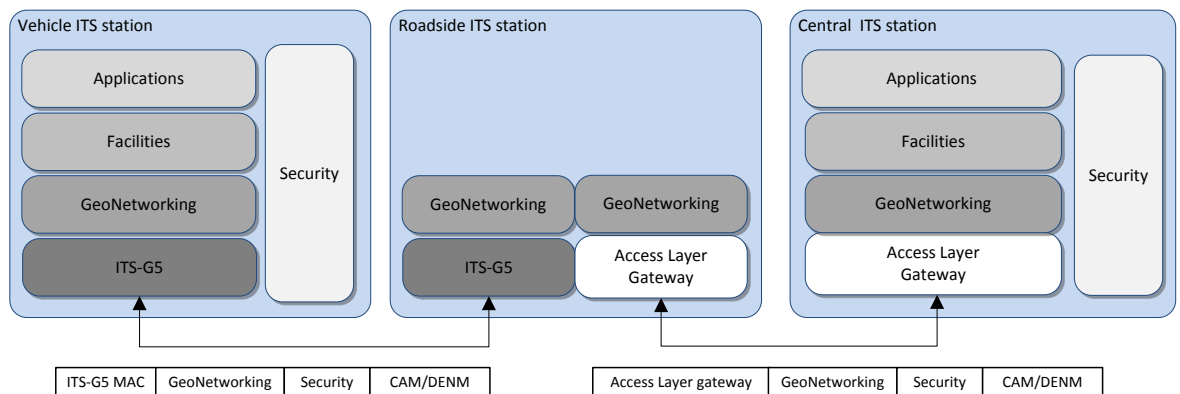 Vehicle ITS station
Applications
Facilities
GeoNetworking
ITS-G5
Security
Roadside ITS station
GeoNetworking
GeoNetworking
ITS-G5
Access Layer
Gateway
Central ITS station
Applications
Facilities
GeoNetworking
Access Layer
Gateway
Security
ITS-G5 MAC GeoNetworking Security CAM/DENM
Access Layer gateway GeoNetworking Security CAM/DENM